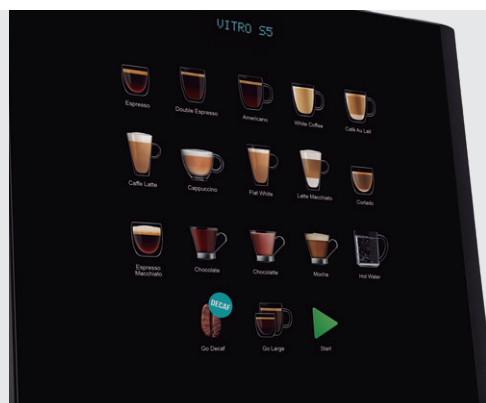 VITRO S5
Espresso
Double Espresso
Americano
White Coffee
Café Au Lait
Caffe Latte
Cappuccino
Flat White
Latte Macchiato
Cortado
Espresso
Macchiato
Chocolate
Chocolatte
Mocha
Hot Water
DECAF
Go Decaf
Go Large
Start